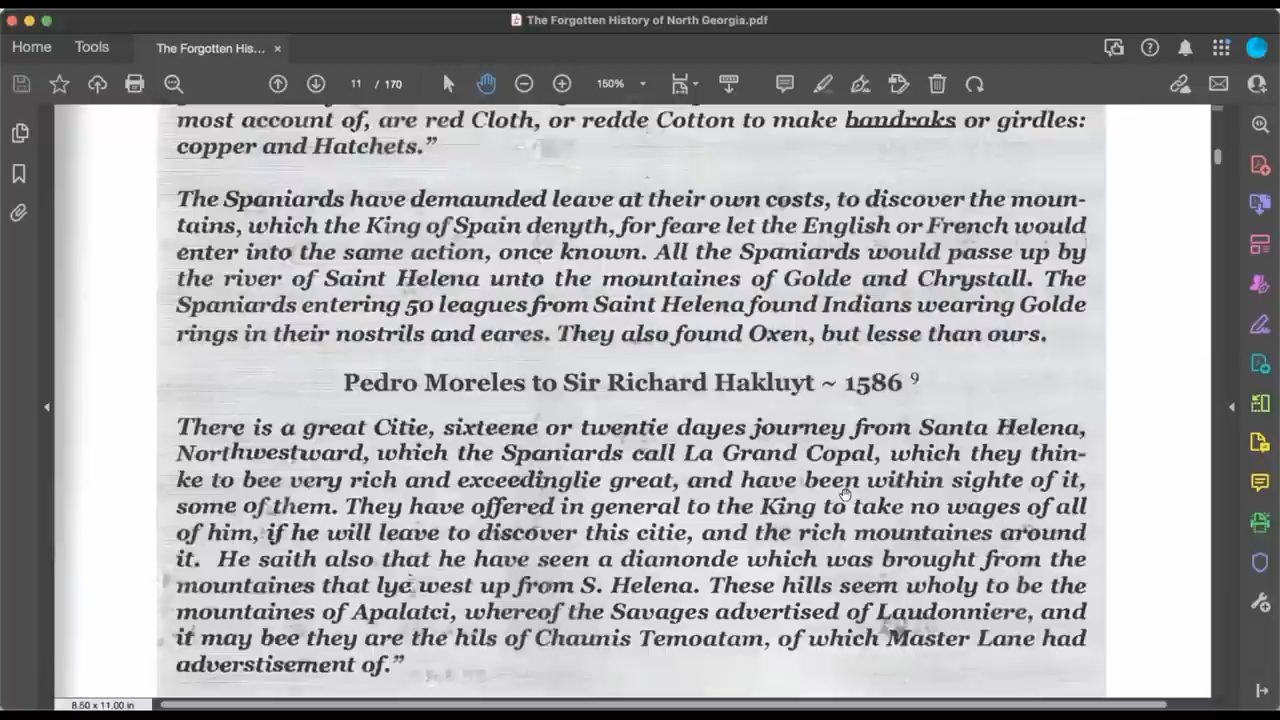 The Forgotten History of North Georgia.pdf
Home Tools The Forgotten His... ×
11 / 170 150%
most account of, are red Cloth, or redde Cotton to make handraks or girdles:
copper and Hatchets.”
The Spaniards have demaunded leave at their own costs, to discover the moun-
tains, which the King of Spain denyth, for feare let the English or French would
enter into the same action, once known. All the Spaniards would passe up by
the river of Saint Helena unto the mountaines of Golde and Chrystall. The
Spaniards entering 50 leagues from Saint Helena found Indians wearing Golde
rings in their nostrils and eares. They also found Oxen, but lesse than ours.
Pedro Moreles to Sir Richard Hakluyt ~ 1586 9
There is a great Citie, sixteene or twentie dayes journey from Santa Helena,
Northwestward, which the Spaniards call La Grand Copal, which they thin-
ke to bee very rich and exceedinglie great, and have been within sighte of it,
some of them. They have offered in general to the King to take no wages of all
of him, if he will leave to discover this citie, and the rich mountaines around
it. He saith also that he have seen a diamonde which was brought from the
mountaines that lye west up from S. Helena. These hills seem wholy to be the
mountaines of Apalatci, whereof the Savages advertised of Laudonniere, and
it may bee they are the hils of Chaunis Temoatam, of which Master Lane had
adverstisement of.”
8.50 x 11.00 in